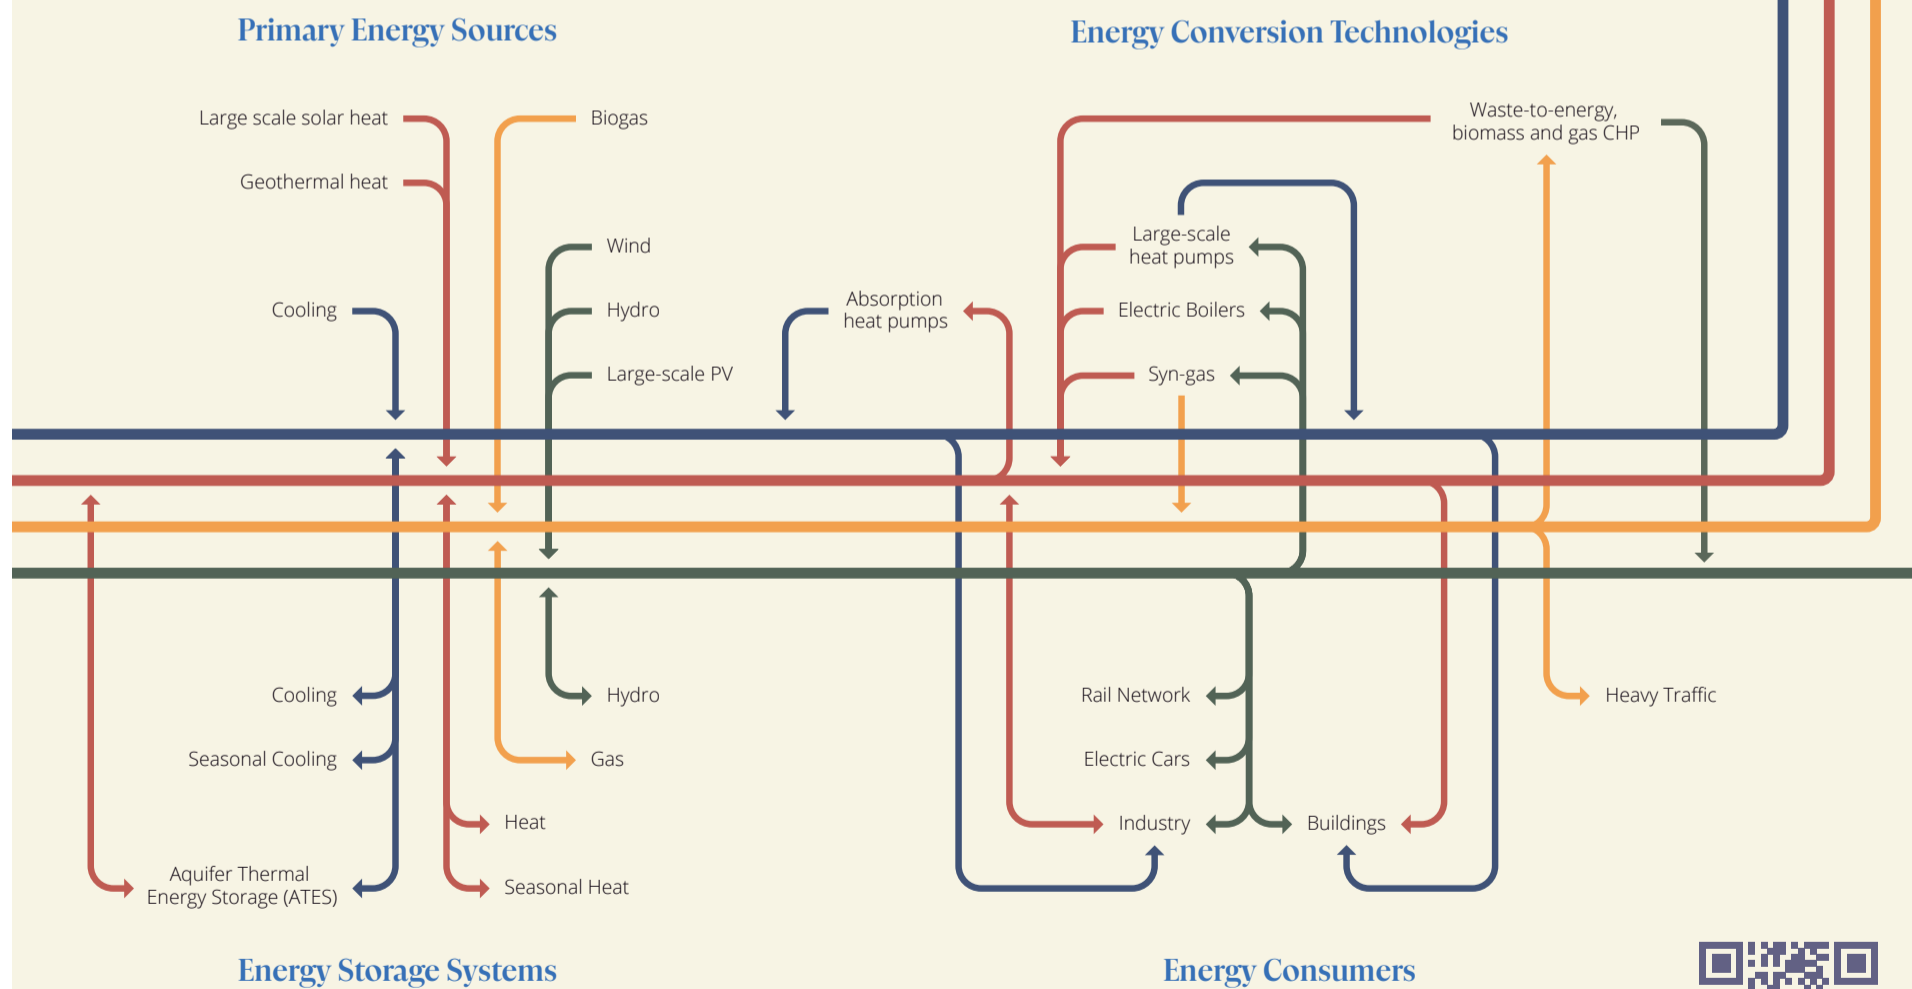 Primary Energy Sources
Energy Conversion Technologies
Large scale solar heat
Biogas
Waste-to-energy,
biomass and gas CHP
Geothermal heat
Wind
Large-scale
heat pumps
Cooling
Hydro
Absorption
heat pumps
Electric Boilers
Large-scale PV
Syn-gas
Cooling
Hydro
Rail Network
Heavy Traffic
Seasonal Cooling
Gas
Electric Cars
Heat
Industry
Buildings
Aquifer Thermal
Energy Storage (ATES)
Seasonal Heat
Energy Storage Systems
Energy Consumers